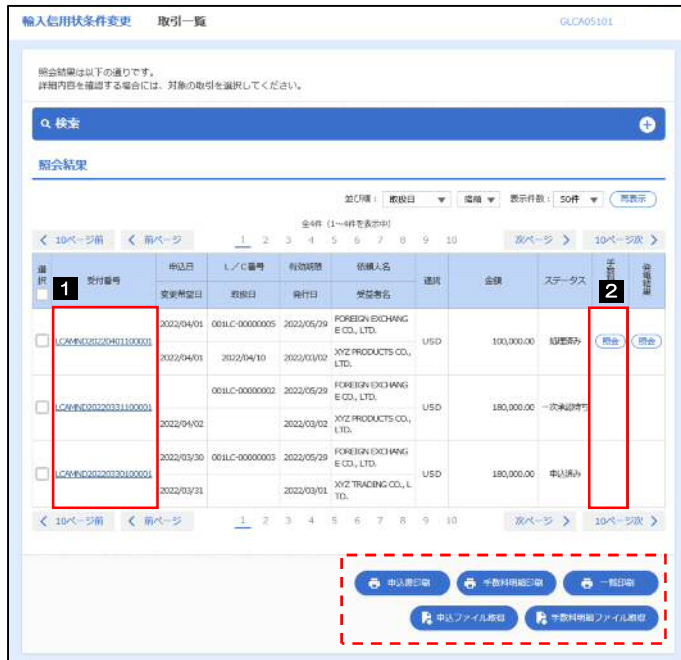 輸入信用状条件変更 取引一覧 GLCA05101
照会結果は以下の通りです。
詳細内容を確認する場合には、対象の取引を選択してください。
検索
照会結果
並び順： 取扱日 降順 表示件数： 50件 再表示
全4件 (1～4件を表示中)
10ページ前 前ページ 1 2 3 4 5 6 7 8 9 10 次ページ 10ページ次
選択 受付番号 申込日 L／C番号 有効期限 依頼人名 通貨 金額 ステータス 発電結果
変更希望日 取扱日 発行日 受益者名
1
2
2022/04/01 001LC-00000005 2022/05/29 FOREIGN EXCHANG
E CO., LTD.
LCAMND20220401100001 USD 100,000.00 処理済み 照会 照会
2022/04/01 2022/04/10 2022/03/02 XYZ PRODUCTS CO.,
LTD.
001LC-00000002 2022/05/29 FOREIGN EXCHANG
E CO., LTD.
LCAMND20220331100001 USD 180,000.00 一次承認待ち
2022/04/02 2022/03/02 XYZ PRODUCTS CO.,
LTD.
2022/03/30 001LC-00000003 2022/05/29 FOREIGN EXCHANG
E CO., LTD.
LCAMND20220330100001 USD 180,000.00 申込済み
2022/03/31 2022/03/01 XYZ TRADING CO., L
TD.
10ページ前 前ページ 1 2 3 4 5 6 7 8 9 10 次ページ 10ページ次
申込書印刷 手数料明細印刷 一覧印刷
申込ファイル取得 手数料明細ファイル取得